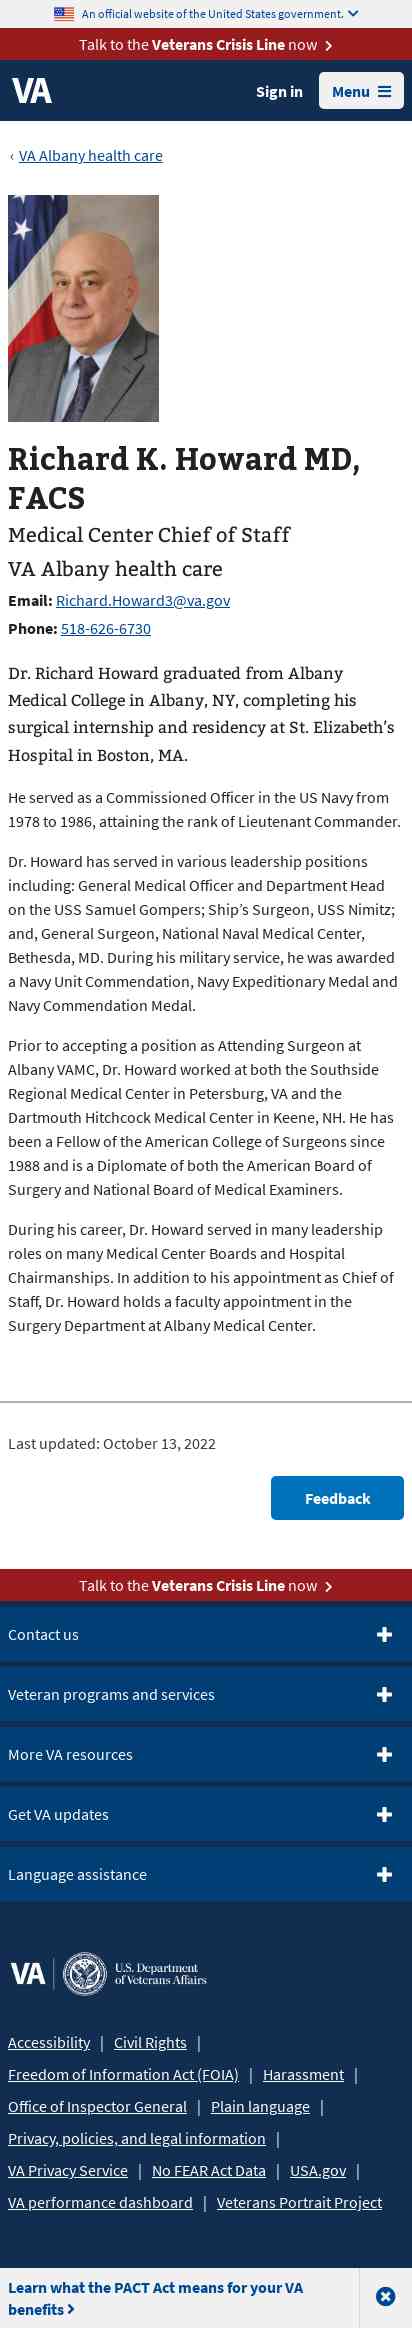 An official website of the United States government.
Talk to the Veterans Crisis Line now
VA
Sign in
Menu
‹ VA Albany health care
Richard K. Howard MD,
FACS
Medical Center Chief of Staff
VA Albany health care
Email: Richard.Howard3@va.gov
Phone: 518-626-6730
Dr. Richard Howard graduated from Albany
Medical College in Albany, NY, completing his
surgical internship and residency at St. Elizabeth’s
Hospital in Boston, MA.
He served as a Commissioned Officer in the US Navy from
1978 to 1986, attaining the rank of Lieutenant Commander.
Dr. Howard has served in various leadership positions
including: General Medical Officer and Department Head
on the USS Samuel Gompers; Ship’s Surgeon, USS Nimitz;
and, General Surgeon, National Naval Medical Center,
Bethesda, MD. During his military service, he was awarded
a Navy Unit Commendation, Navy Expeditionary Medal and
Navy Commendation Medal.
Prior to accepting a position as Attending Surgeon at
Albany VAMC, Dr. Howard worked at both the Southside
Regional Medical Center in Petersburg, VA and the
Dartmouth Hitchcock Medical Center in Keene, NH. He has
been a Fellow of the American College of Surgeons since
1988 and is a Diplomate of both the American Board of
Surgery and National Board of Medical Examiners.
During his career, Dr. Howard served in many leadership
roles on many Medical Center Boards and Hospital
Chairmanships. In addition to his appointment as Chief of
Staff, Dr. Howard holds a faculty appointment in the
Surgery Department at Albany Medical Center.
Last updated: October 13, 2022
Feedback
Talk to the Veterans Crisis Line now
Contact us
Veteran programs and services
More VA resources
Get VA updates
Language assistance
VA
U.S. Department
of Veterans Affairs
Accessibility | Civil Rights |
Freedom of Information Act (FOIA) | Harassment |
Office of Inspector General | Plain language |
Privacy, policies, and legal information |
VA Privacy Service | No FEAR Act Data | USA.gov |
VA performance dashboard | Veterans Portrait Project
Learn what the PACT Act means for your VA
benefits